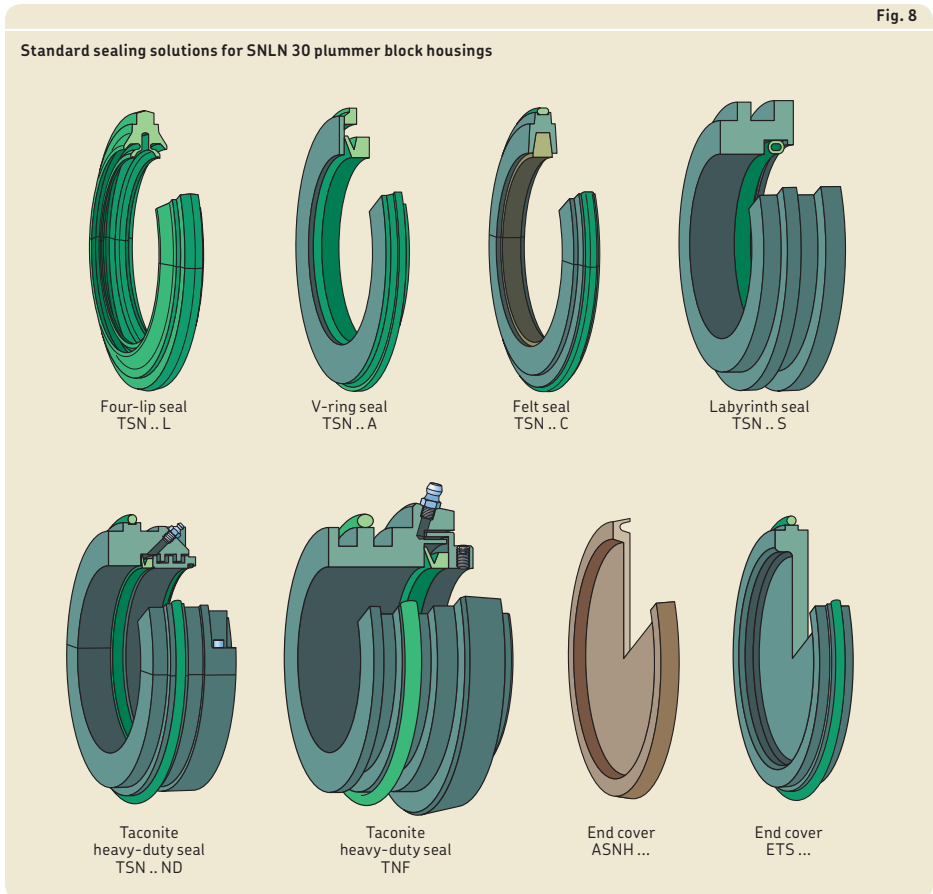 Fig. 8
Standard sealing solutions for SNLN 30 plummer block housings
Four-lip seal
TSN .. L
V-ring seal
TSN .. A
Felt seal
TSN .. C
Labyrinth seal
TSN .. S
Taconite
heavy-duty seal
TSN .. ND
Taconite
heavy-duty seal
TNF
End cover
ASNH ...
End cover
ETS ...